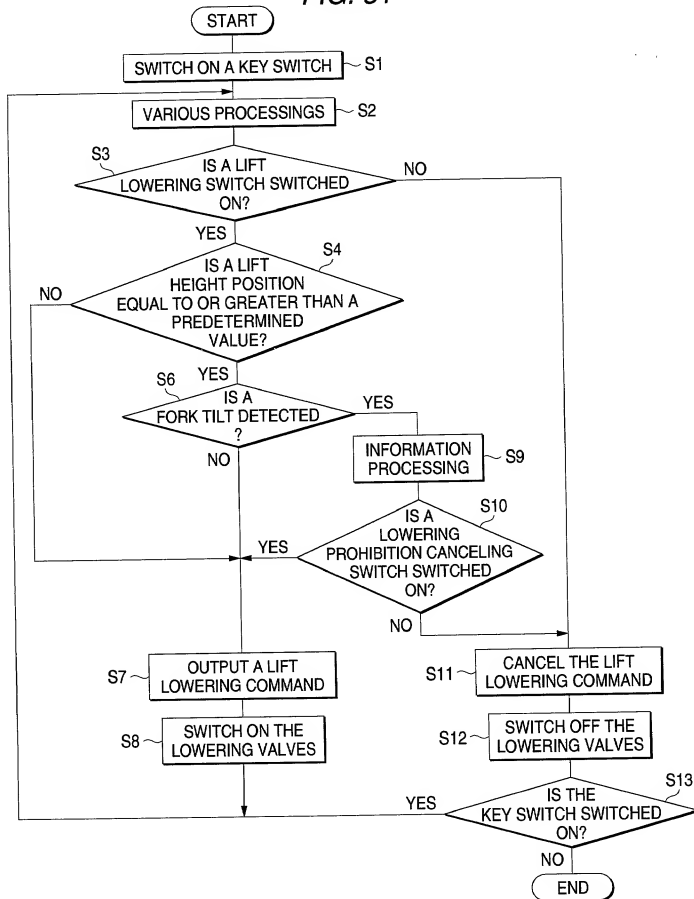 START
SWITCH ON A KEY SWITCH
S1
VARIOUS PROCESSINGS
S2
S3
IS A LIFT
LOWERING SWITCH SWITCHED
ON?
NO
YES
S4
IS A LIFT
HEIGHT POSITION
EQUAL TO OR GREATER THAN A
PREDETERMINED
VALUE?
NO
YES
S6
IS A
FORK TILT DETECTED
?
YES
NO
INFORMATION
PROCESSING
S9
S10
IS A
LOWERING
PROHIBITION CANCELING
SWITCH SWITCHED
ON?
YES
NO
S7
OUTPUT A LIFT
LOWERING COMMAND
S11
CANCEL THE LIFT
LOWERING COMMAND
S8
SWITCH ON THE
LOWERING VALVES
S12
SWITCH OFF THE
LOWERING VALVES
S13
IS THE
KEY SWITCH SWITCHED
ON?
YES
NO
END